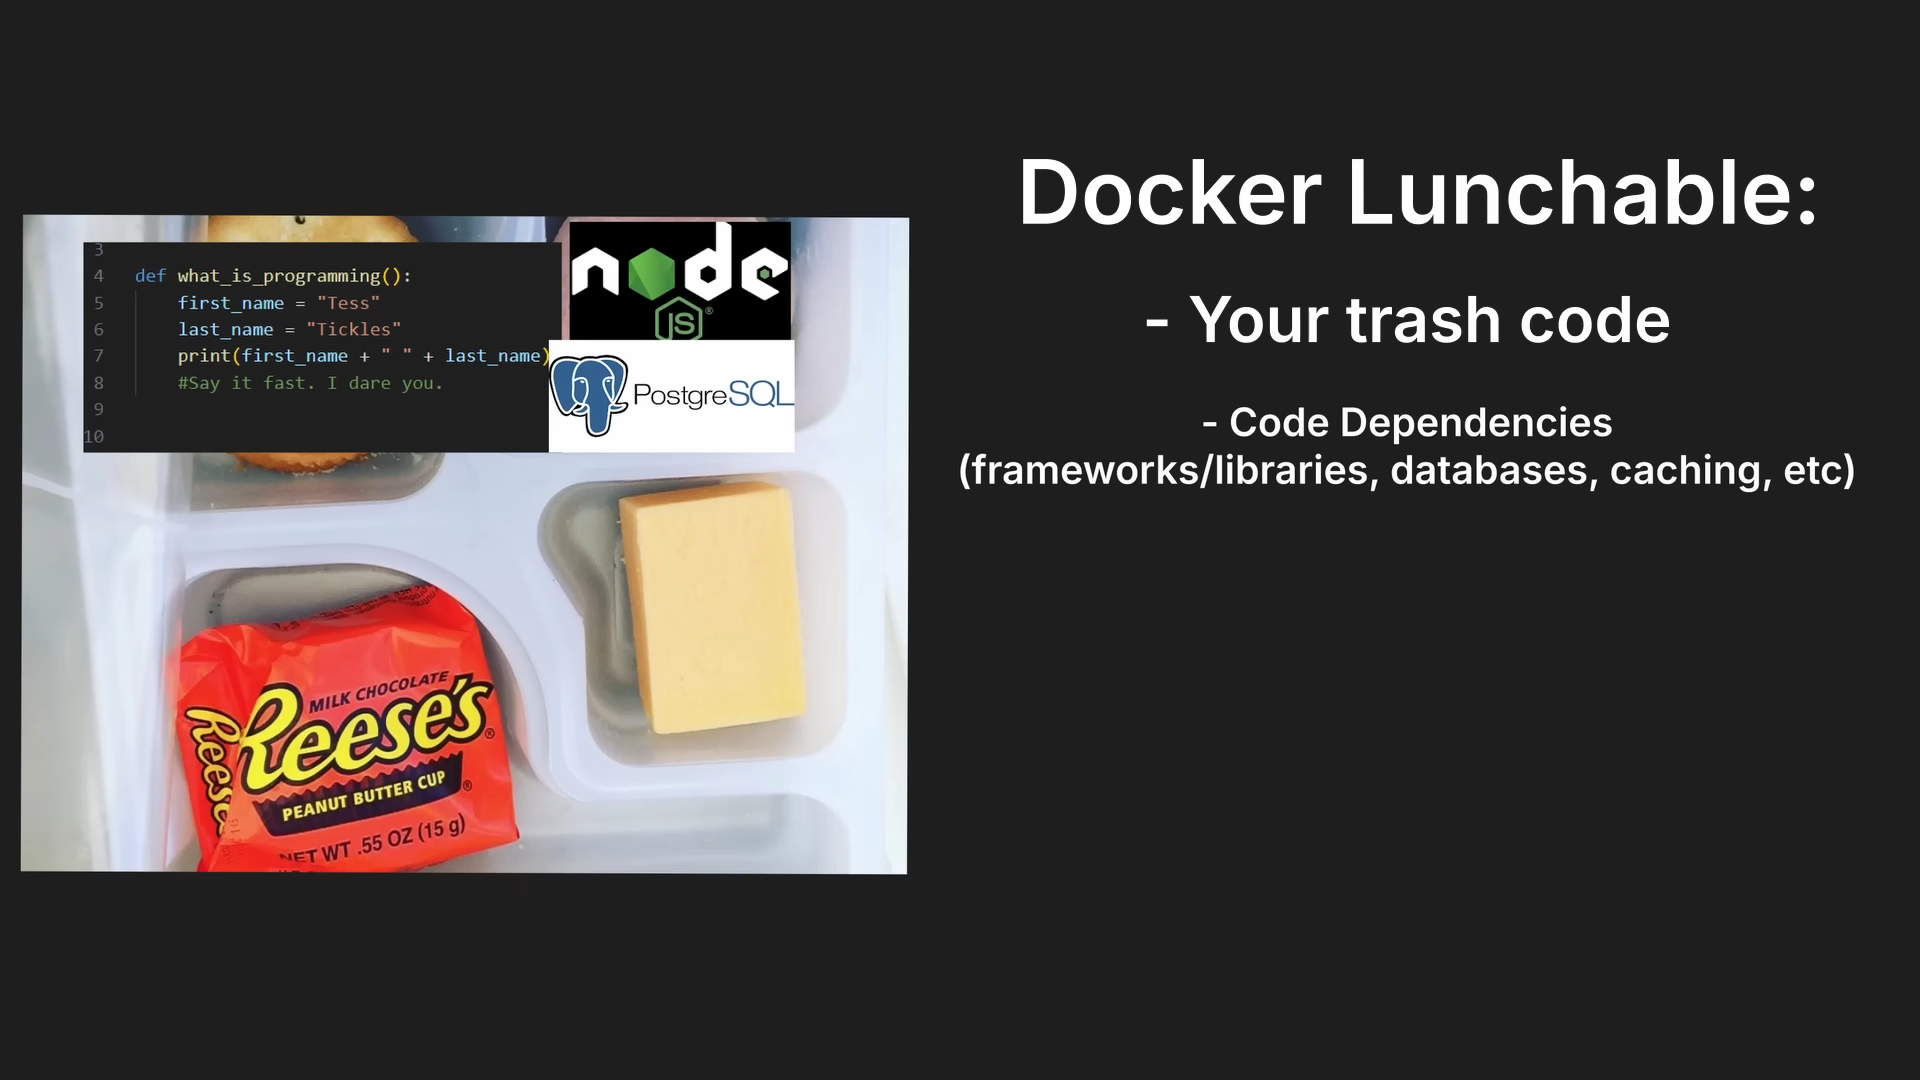 3
4 def what_is_programming():
5 first_name = "Tess"
6 last_name = "Tickles"
7 print(first_name + " " + last_name)
8 #Say it fast. I dare you.
9
10
node
JS
PostgreSQL
MILK CHOCOLATE
Reese's
Reese
PEANUT BUTTER CUP
NET WT .55 OZ (15 g)
Docker Lunchable:
- Your trash code
- Code Dependencies
(frameworks/libraries, databases, caching, etc)